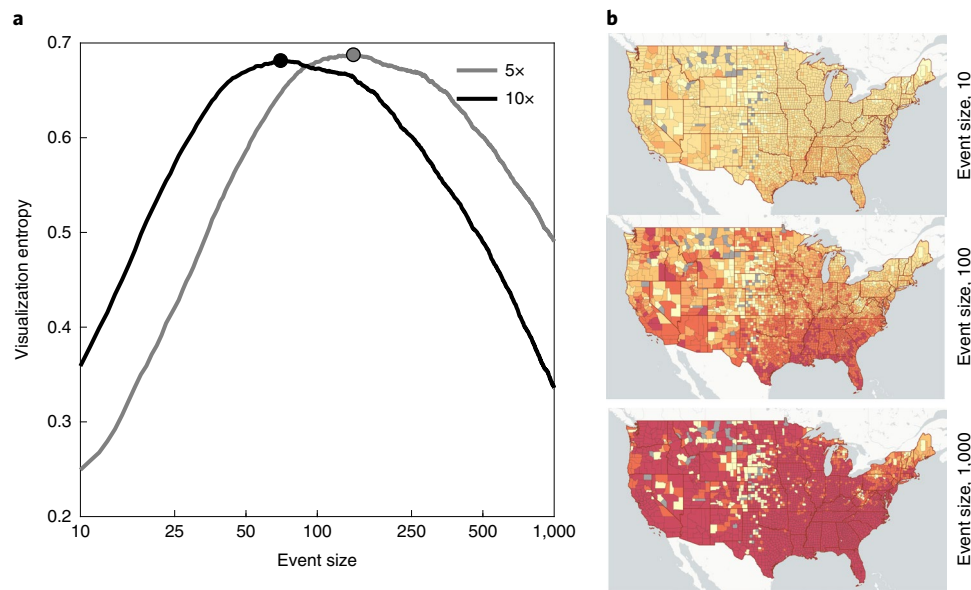 a
0.7
0.6
0.5
0.4
0.3
0.2
Visualization entropy
5×
10×
10
25
50
100
250
500
1,000
Event size
b
Event size, 10
Event size, 100
Event size, 1,000